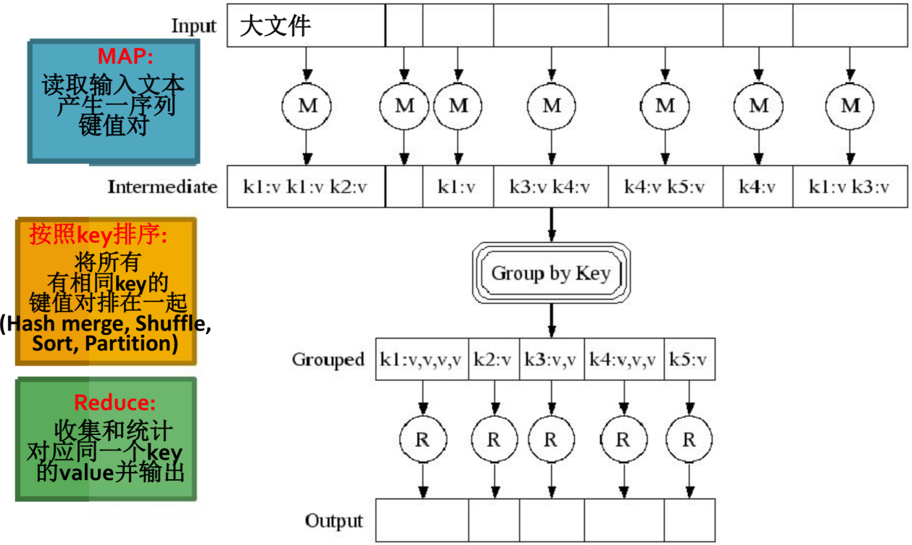 Input
大文件
MAP:
读取输入文本
产生一序列
键值对
M M M M M M M
Intermediate
k1:v k1:v k2:v
k1:v
k3:v k4:v
k4:v k5:v
k4:v
k1:v k3:v
按照key排序:
将所有
有相同key的
键值对排在一起
(Hash merge, Shuffle,
Sort, Partition)
Group by Key
Grouped
k1:v,v,v,v
k2:v
k3:v,v
k4:v,v,v
k5:v
Reduce:
收集和统计
对应同一个key
的value并输出
R R R R R
Output